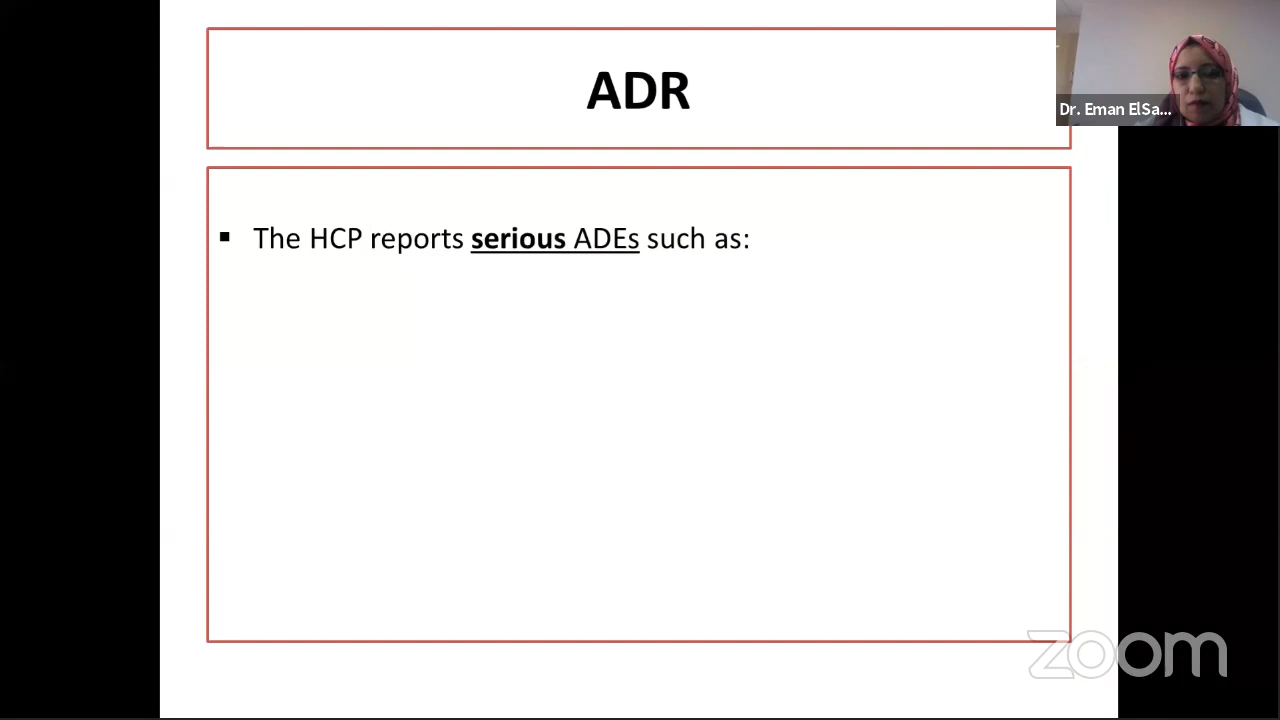 ADR
Dr. Eman ElSa...
▪ The HCP reports serious ADEs such as:
zoom